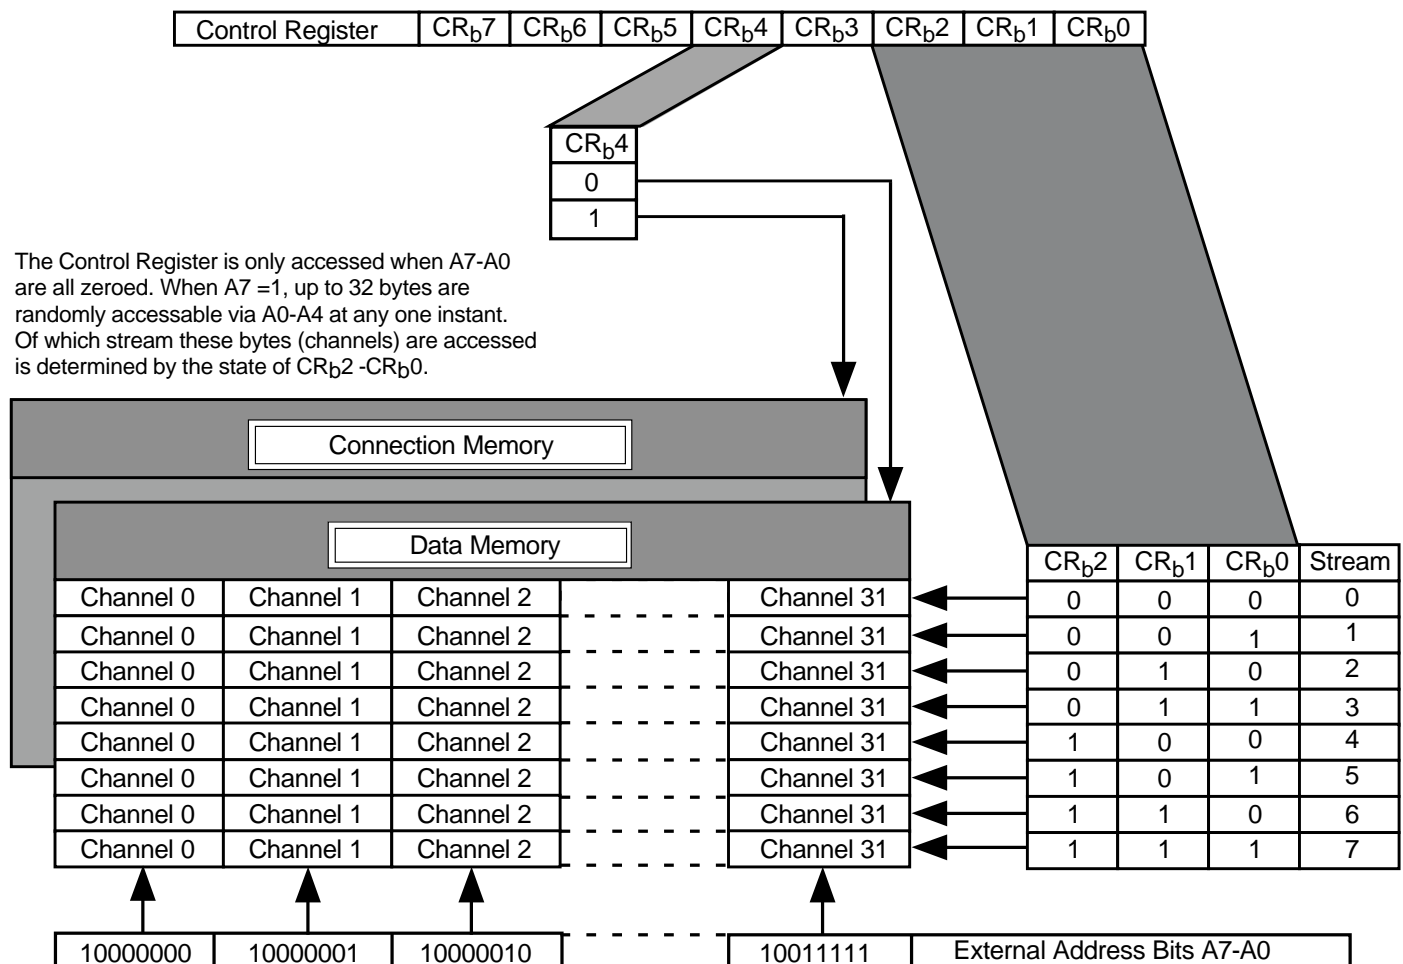 Control Register CRb7 CRb6 CRb5 CRb4 CRb3 CRb2 CRb1 CRb0
CRb4
0
1
The Control Register is only accessed when A7-A0
are all zeroed. When A7 =1, up to 32 bytes are
randomly accessable via A0-A4 at any one instant.
Of which stream these bytes (channels) are accessed
is determined by the state of CRb2 -CRb0.
Connection Memory
Data Memory
CRb2 CRb1 CRb0 Stream
Channel 0 Channel 1 Channel 2 Channel 31 0 0 0 0
Channel 0 Channel 1 Channel 2 Channel 31 0 0 1 1
Channel 0 Channel 1 Channel 2 Channel 31 0 1 0 2
Channel 0 Channel 1 Channel 2 Channel 31 0 1 1 3
Channel 0 Channel 1 Channel 2 Channel 31 1 0 0 4
Channel 0 Channel 1 Channel 2 Channel 31 1 0 1 5
Channel 0 Channel 1 Channel 2 Channel 31 1 1 0 6
Channel 0 Channel 1 Channel 2 Channel 31 1 1 1 7
10000000 10000001 10000010 10011111 External Address Bits A7-A0